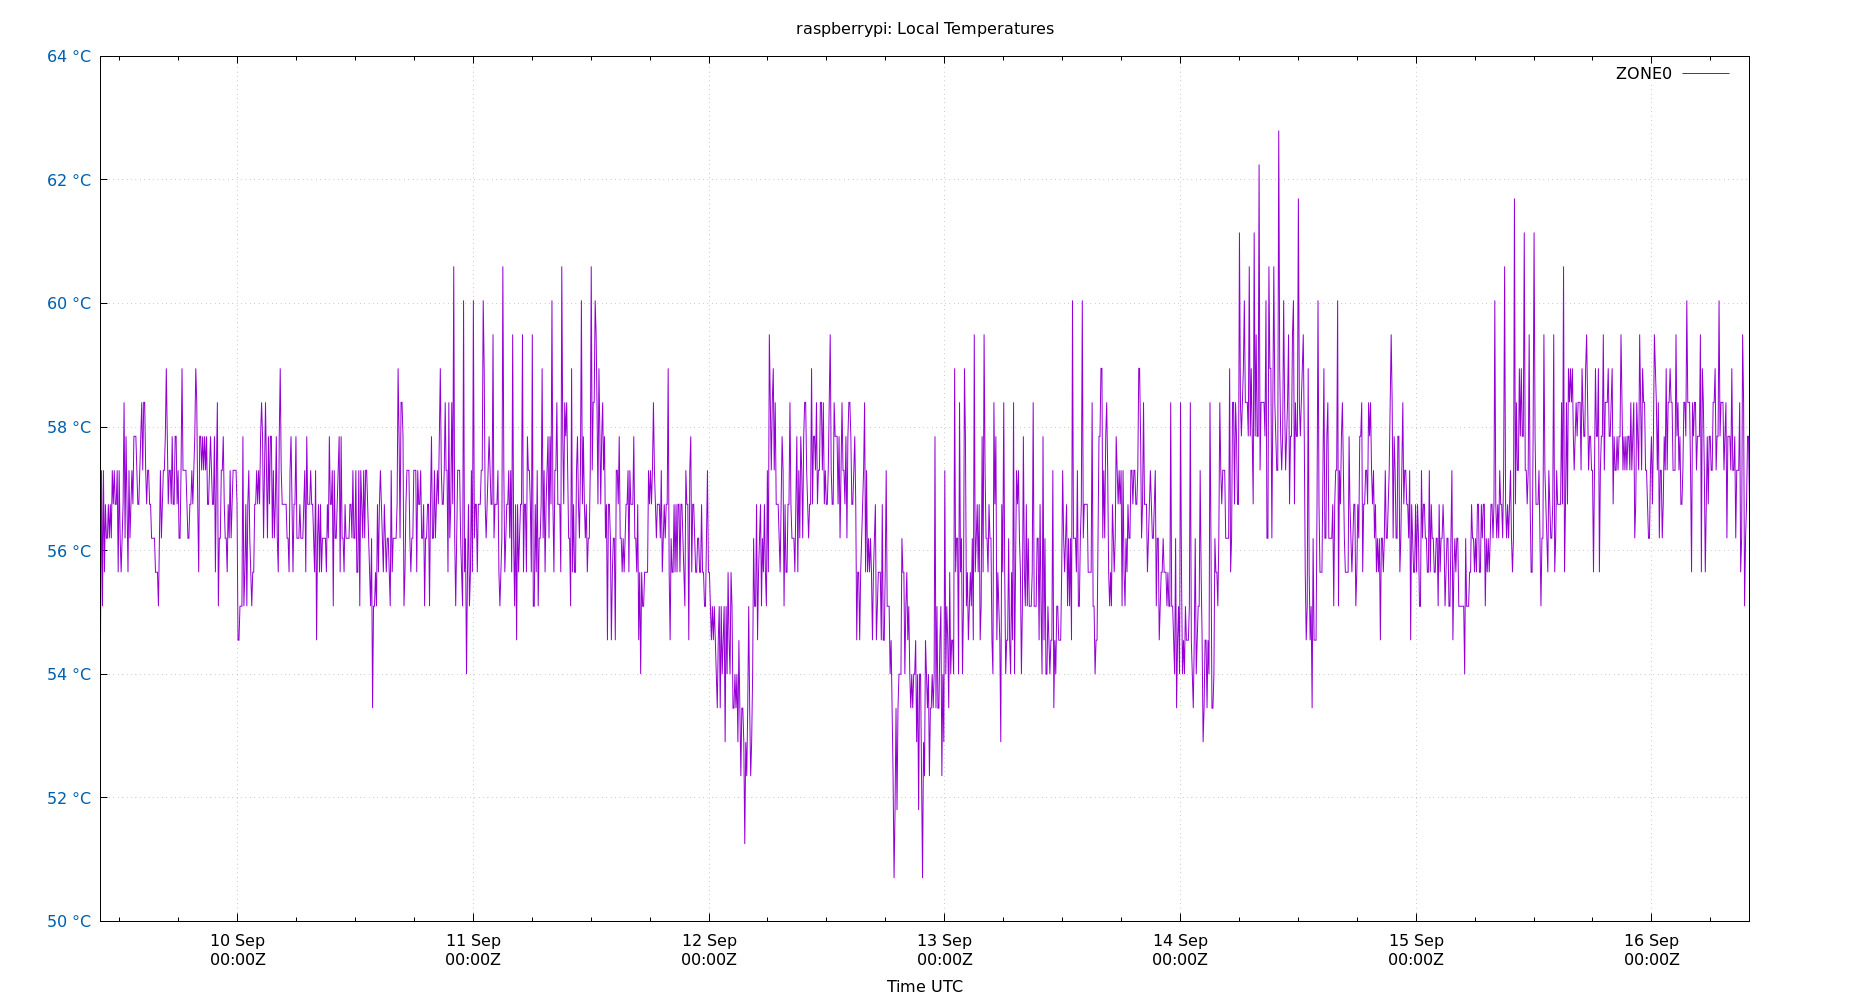 raspberrypi: Local Temperatures
64 °C
ZONE0
62 °C
60 °C
58 °C
56 °C
54 °C
52 °C
50 °C
10 Sep 11 Sep 12 Sep 13 Sep 14 Sep 15 Sep 16 Sep
00:00Z 00:00Z 00:00Z 00:00Z 00:00Z 00:00Z 00:00Z
Time UTC